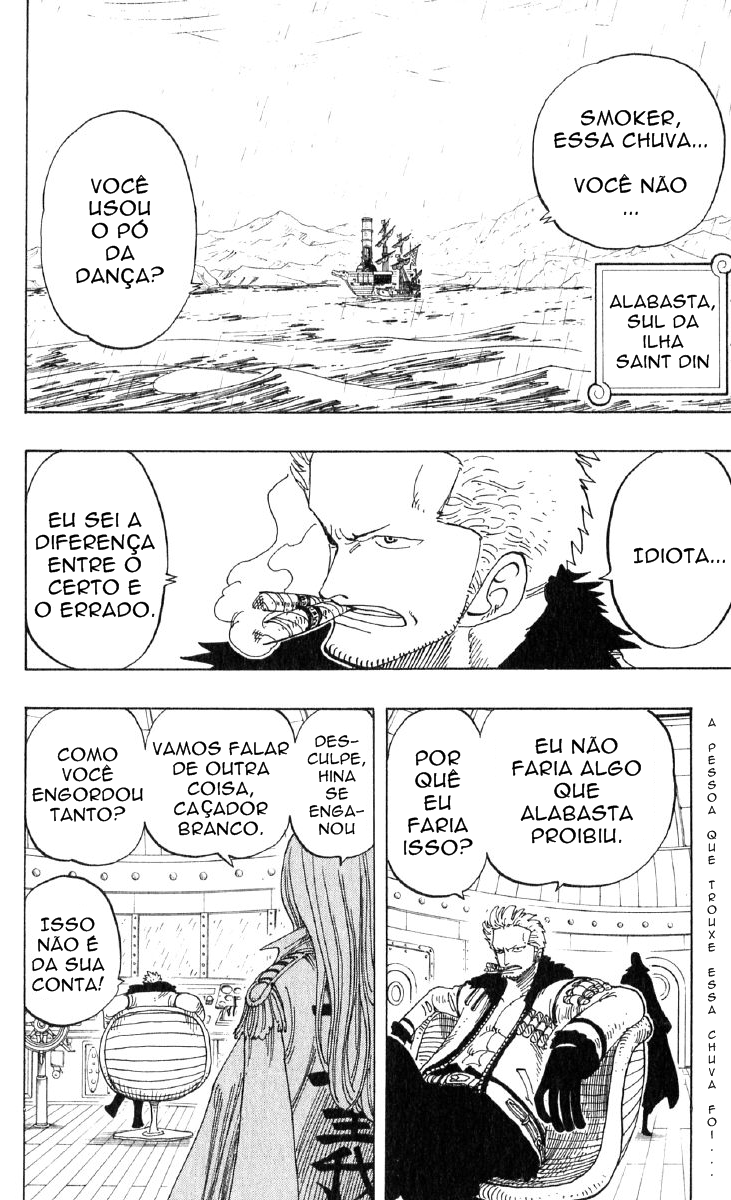 SMOKER,
ESSA CHUVA...
VOCÊ NÃO
...
VOCÊ
USOU
O PÓ
DA
DANÇA?
ALABASTA,
SUL DA
ILHA
SAINT DIN
IDIOTA...
EU SEI A
DIFERENÇA
ENTRE O
CERTO E
O ERRADO.
EU NÃO
FARIA ALGO
QUE
ALABASTA
PROIBIU.
POR
QUÊ
EU
FARIA
ISSO?
A PESSOA QUE TROUXE ESSA CHUVA FOI...
DES-
CULPE,
HINA
SE
ENGA-
NOU
VAMOS FALAR
DE OUTRA
COISA,
CAÇADOR
BRANCO.
COMO
VOCÊ
ENGORDOU
TANTO?
ISSO
NÃO É
DA SUA
CONTA!